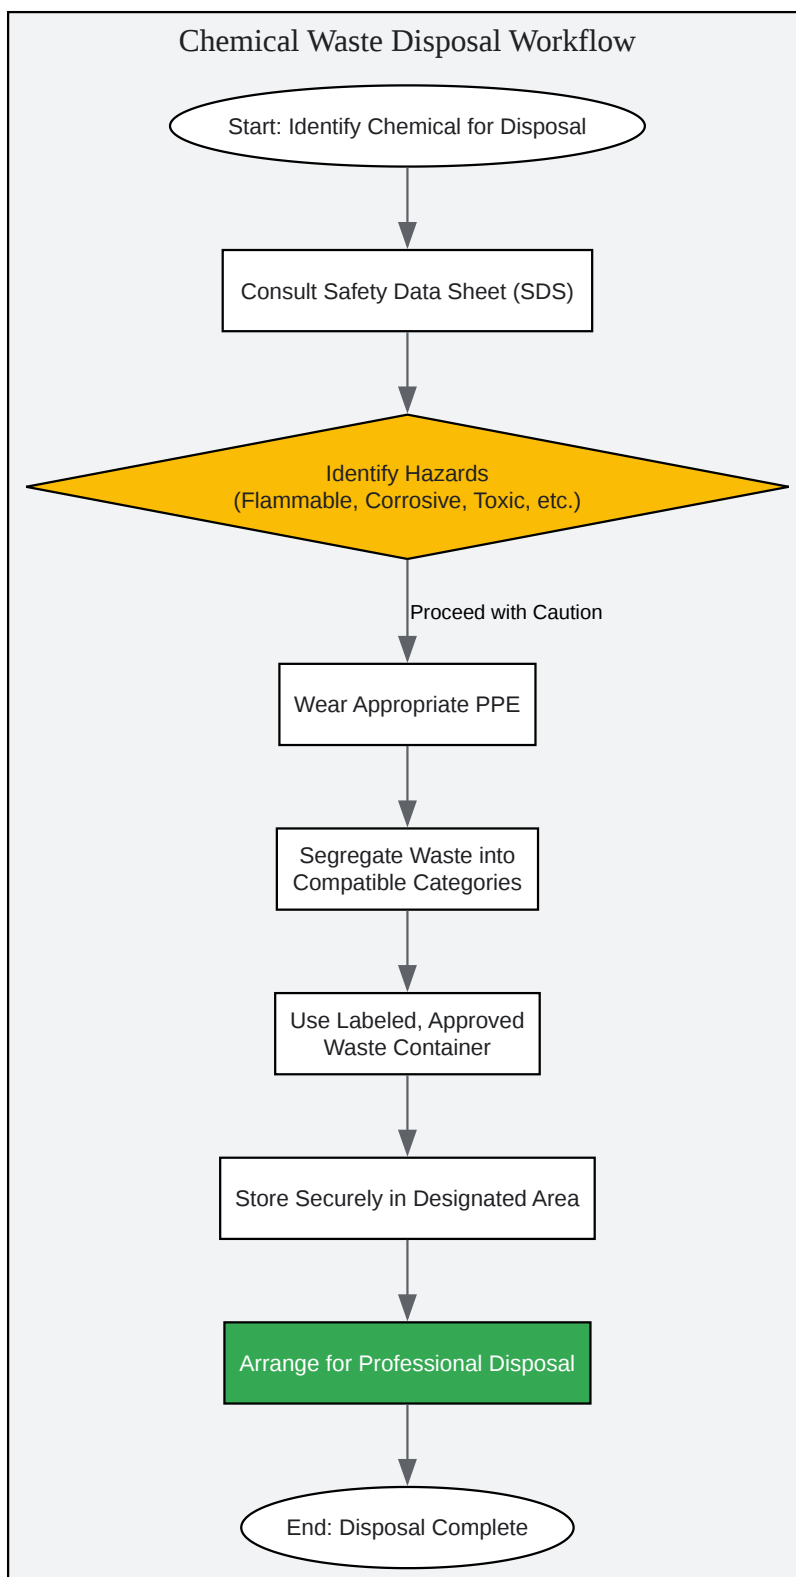 Chemical Waste Disposal Workflow
Start: Identify Chemical for Disposal
Consult Safety Data Sheet (SDS)
Identify Hazards
(Flammable, Corrosive, Toxic, etc.)
Proceed with Caution
Wear Appropriate PPE
Segregate Waste into
Compatible Categories
Use Labeled, Approved
Waste Container
Store Securely in Designated Area
Arrange for Professional Disposal
End: Disposal Complete